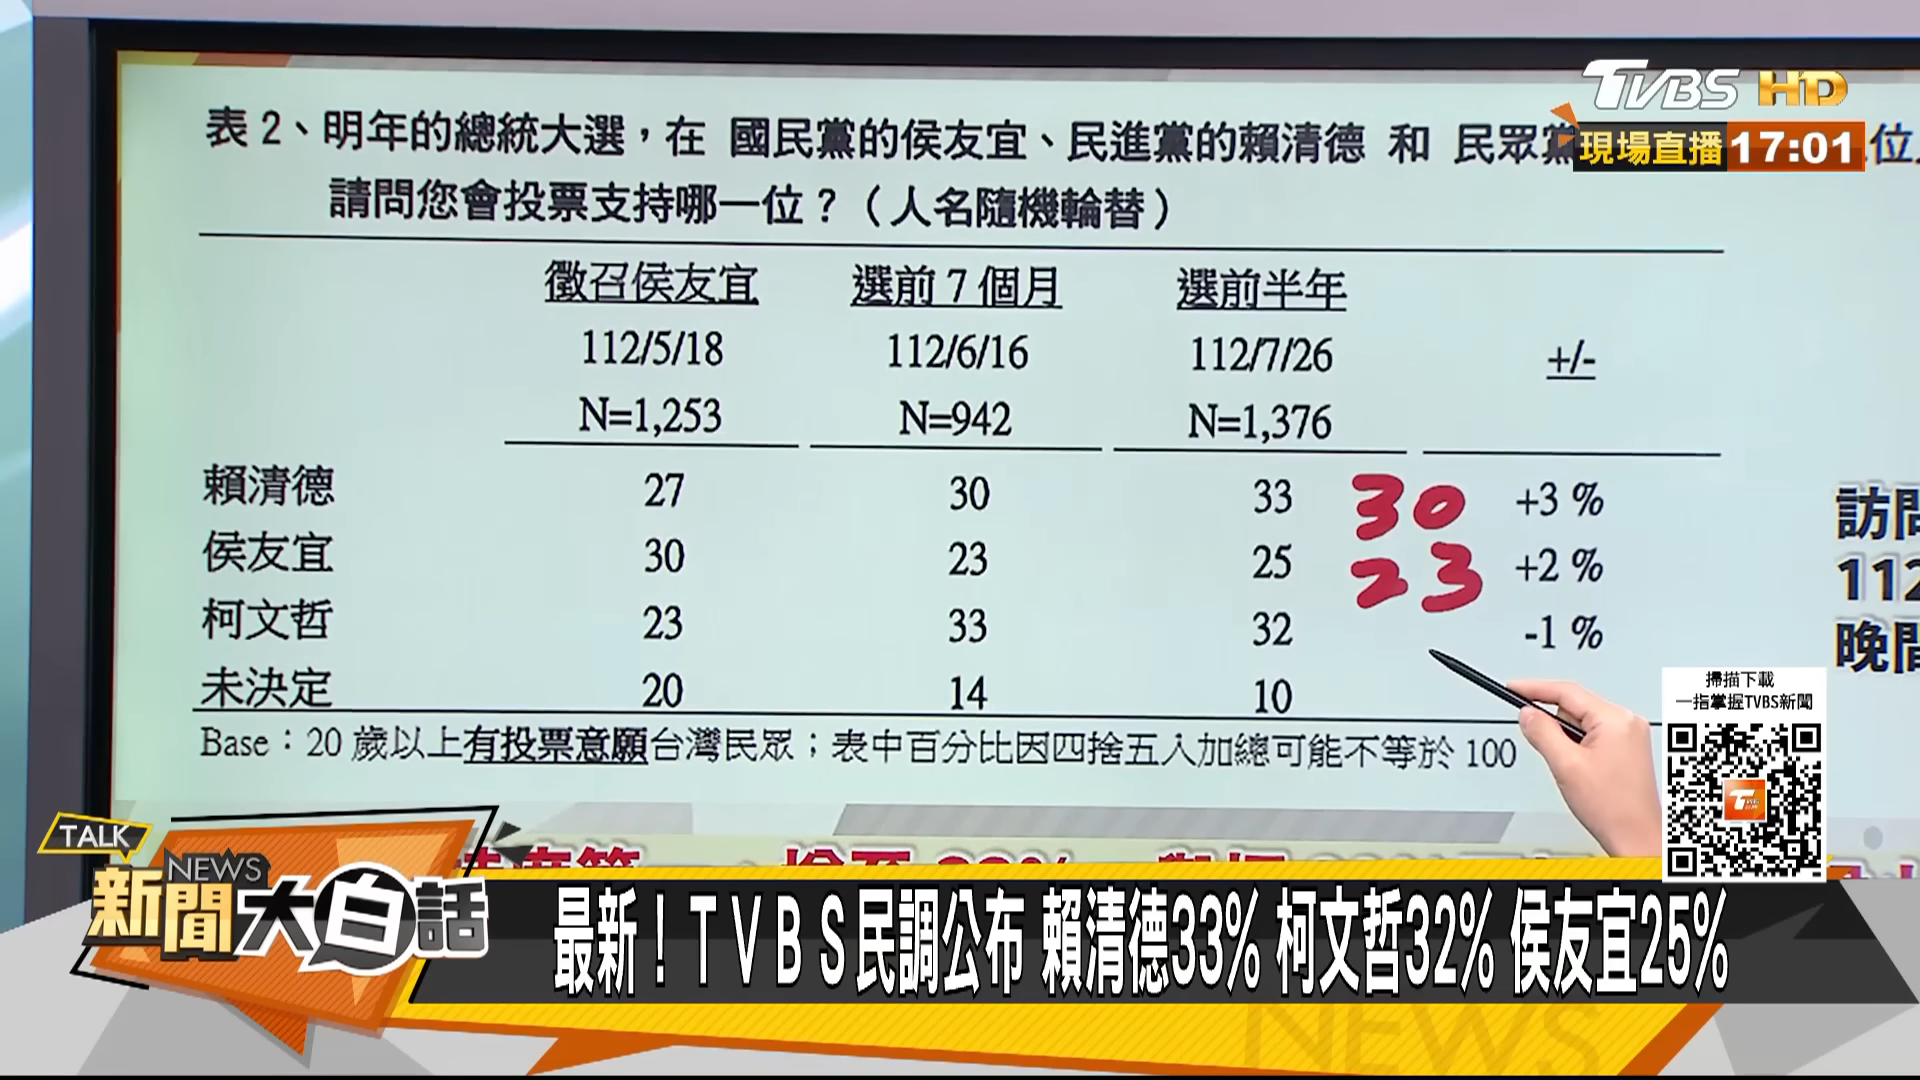 TVBS HD
現場直播 17:01
表 2、明年的總統大選，在 國民黨的侯友宜、民進黨的賴清德 和 民眾黨
請問您會投票支持哪一位？（人名隨機輪替）
徵召侯友宜 選前 7 個月 選前半年
112/5/18 112/6/16 112/7/26 +/-
N=1,253 N=942 N=1,376
賴清德 27 30 33 30 +3 %
侯友宜 30 23 25 23 +2 %
柯文哲 23 33 32 -1 %
未決定 20 14 10
Base：20 歲以上有投票意願台灣民眾；表中百分比因四捨五入加總可能不等於 100
訪問
112
晚間
掃描下載
一指掌握TVBS新聞
TALK
NEWS
新聞大白話
最新！TVBS民調公布 賴清德33% 柯文哲32% 侯友宜25%
NEWS